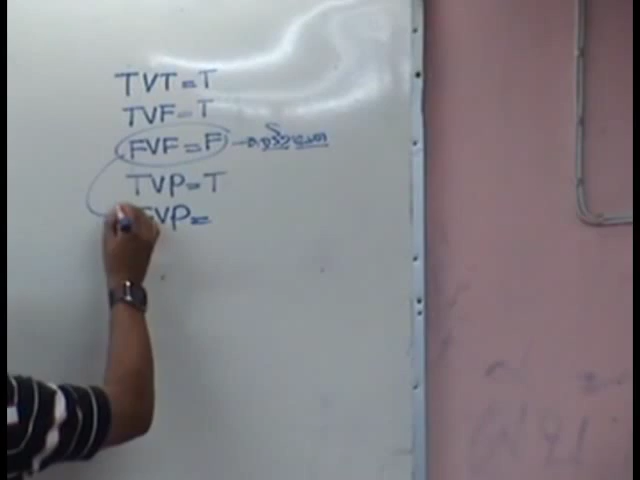 TVT=T
TVF=T
FVF=F →
TVP=T
FVP=